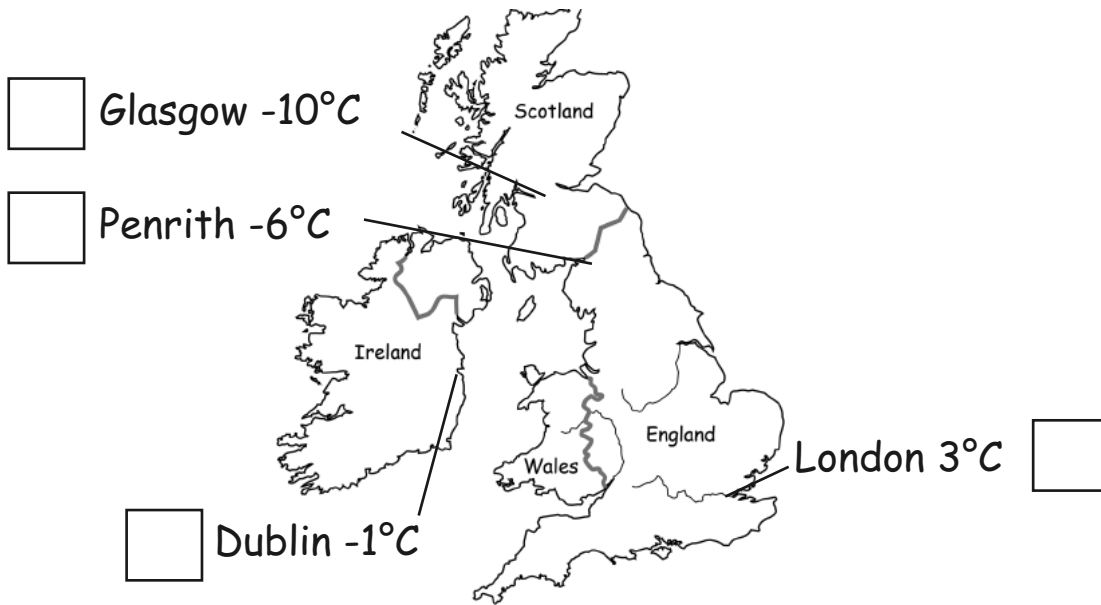 Scotland
Glasgow -10°C
Penrith -6°C
Ireland
England
Wales
London 3°C
Dublin -1°C